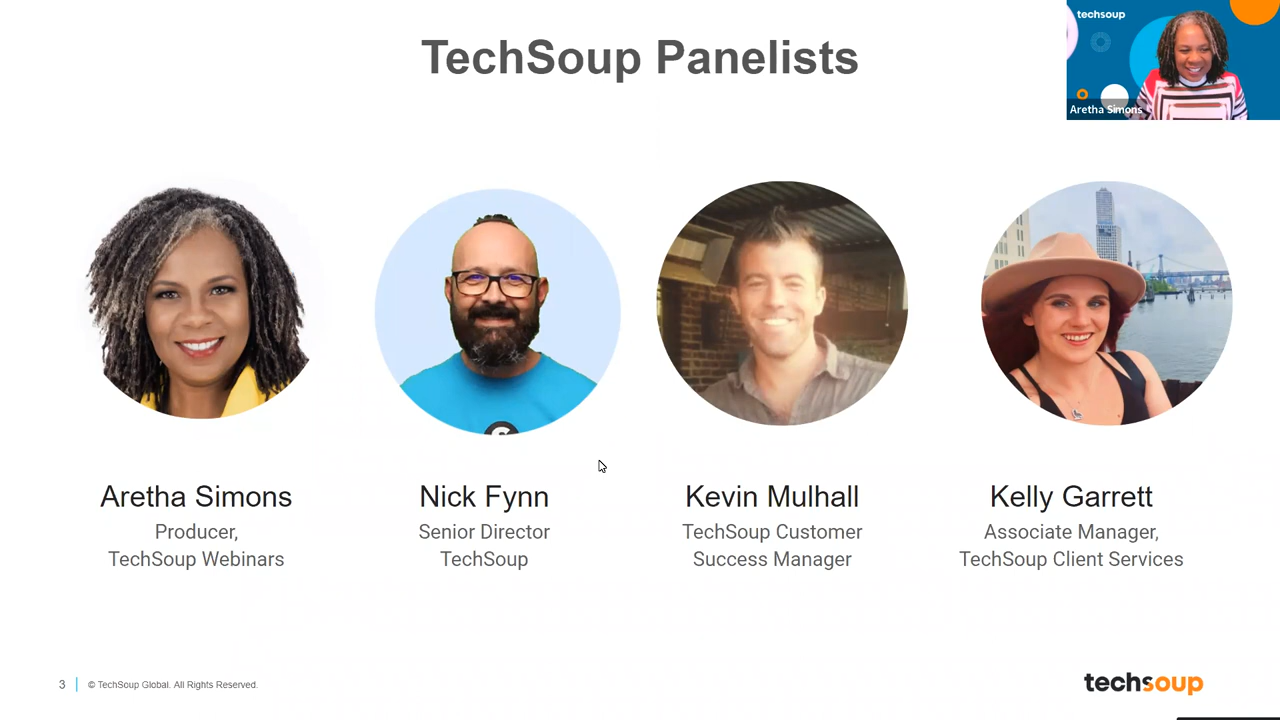 TechSoup Panelists
techsoup
Aretha Simons
Aretha Simons
Producer,
TechSoup Webinars
Nick Fynn
Senior Director
TechSoup
Kevin Mulhall
TechSoup Customer
Success Manager
Kelly Garrett
Associate Manager,
TechSoup Client Services
3
© TechSoup Global. All Rights Reserved.
techsoup